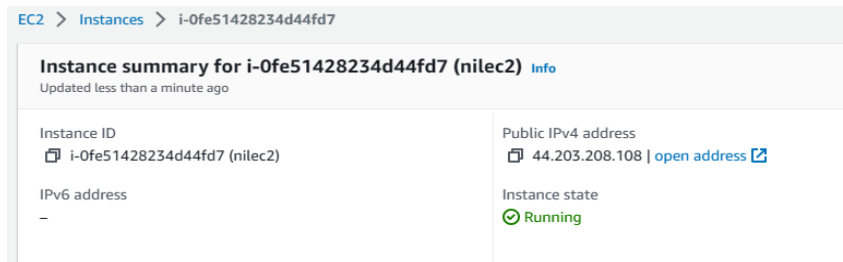 EC2 > Instances > i-0fe51428234d44fd7
Instance summary for i-0fe51428234d44fd7 (nilec2) Info
Updated less than a minute ago
Instance ID
i-0fe51428234d44fd7 (nilec2)
Public IPv4 address
44.203.208.108 | open address
IPv6 address
–
Instance state
Running